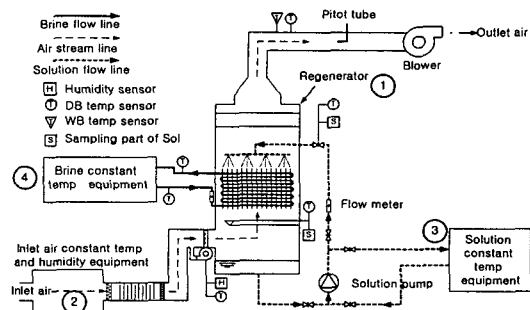 Brine flow line
Air stream line
Solution flow line
H Humidity sensor
T DB temp sensor
WB temp sensor
S Sampling part of Sol
T
Pitot tube
Outlet air
Blower
Regenerator
1
T
S
T
4
Brine constant
temp equipment
T
T
S
Flow meter
3
Solution
constant
temp
equipment
Solution pump
Inlet air constant temp
and humidity equipment
Inlet air
2
H
T